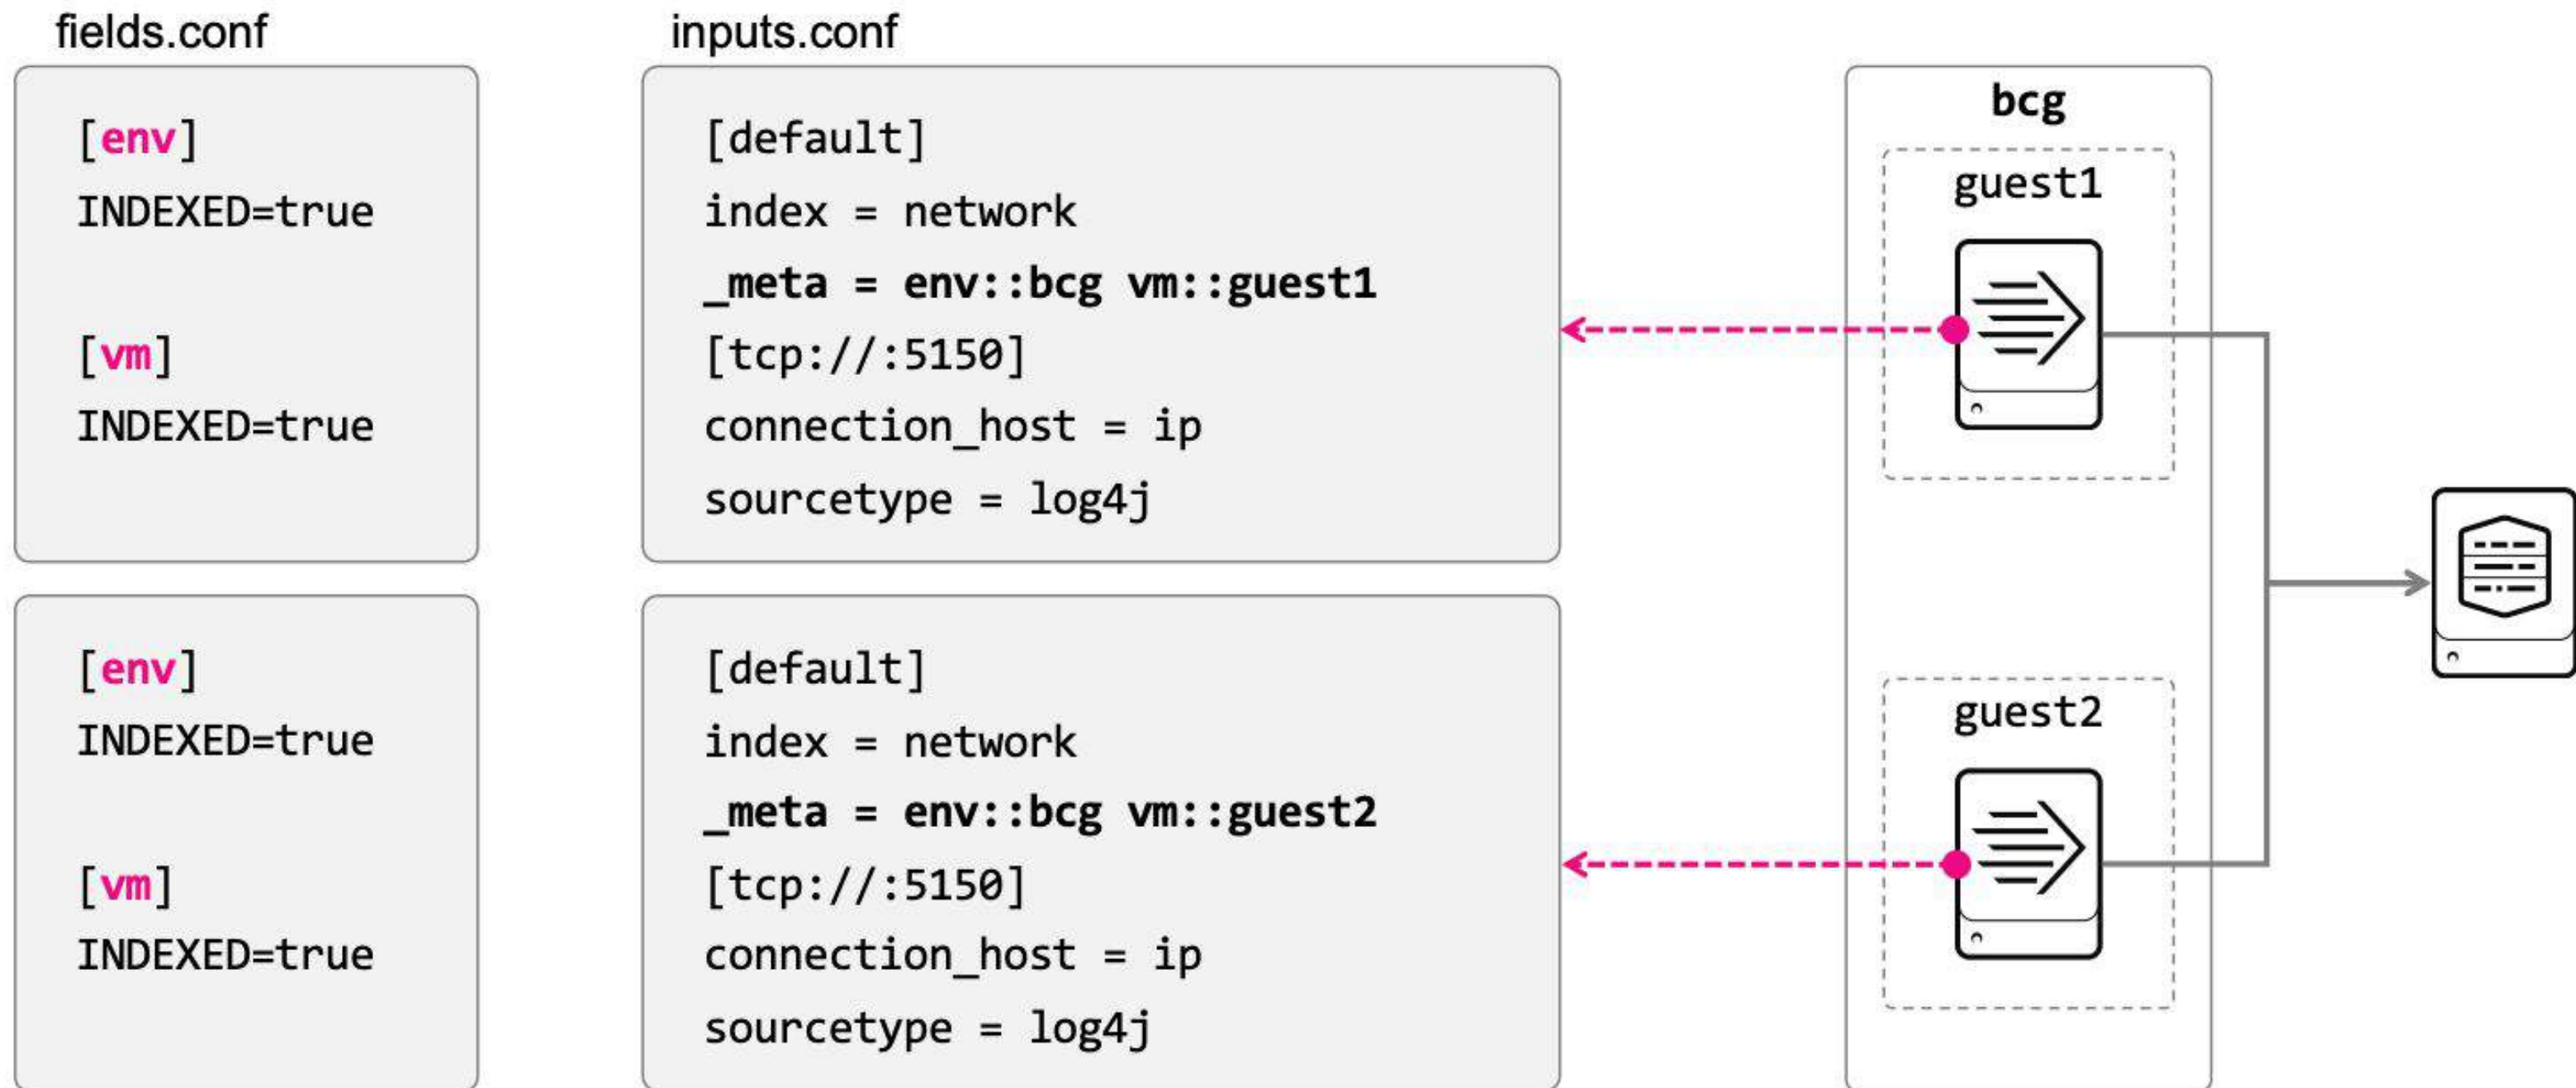 fields.conf
[env]
INDEXED=true
[vm]
INDEXED=true
[env]
INDEXED=true
[vm]
INDEXED=true
inputs.conf
[default]
index = network
_meta = env::bcg vm::guest1
[tcp://:5150]
connection_host = ip
sourcetype = log4j
[default]
index = network
_meta = env::bcg vm::guest2
[tcp://:5150]
connection_host = ip
sourcetype = log4j
bcg
guest1
guest2